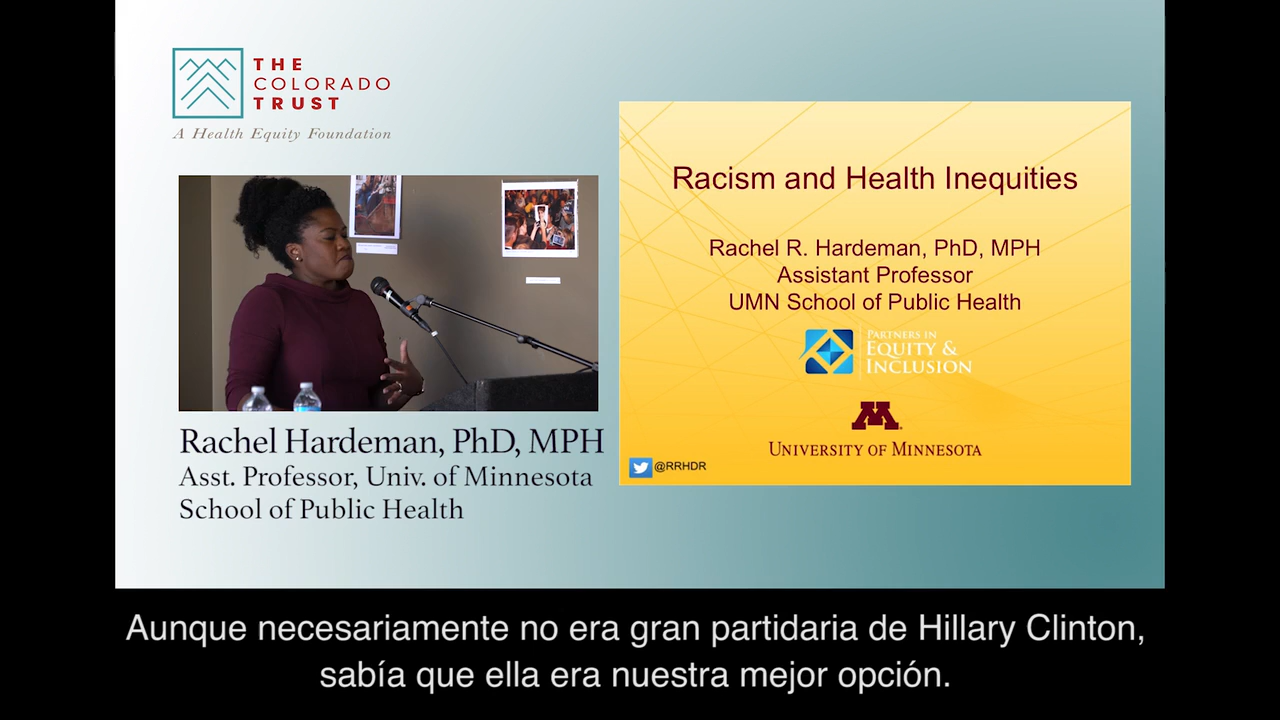 THE
COLORADO
TRUST
A Health Equity Foundation
Racism and Health Inequities
Rachel R. Hardeman, PhD, MPH
Assistant Professor
UMN School of Public Health
PARTNERS IN
EQUITY &
INCLUSION
M
UNIVERSITY OF MINNESOTA
@RRHDR
Rachel Hardeman, PhD, MPH
Asst. Professor, Univ. of Minnesota
School of Public Health
Aunque necesariamente no era gran partidaria de Hillary Clinton,
sabía que ella era nuestra mejor opción.